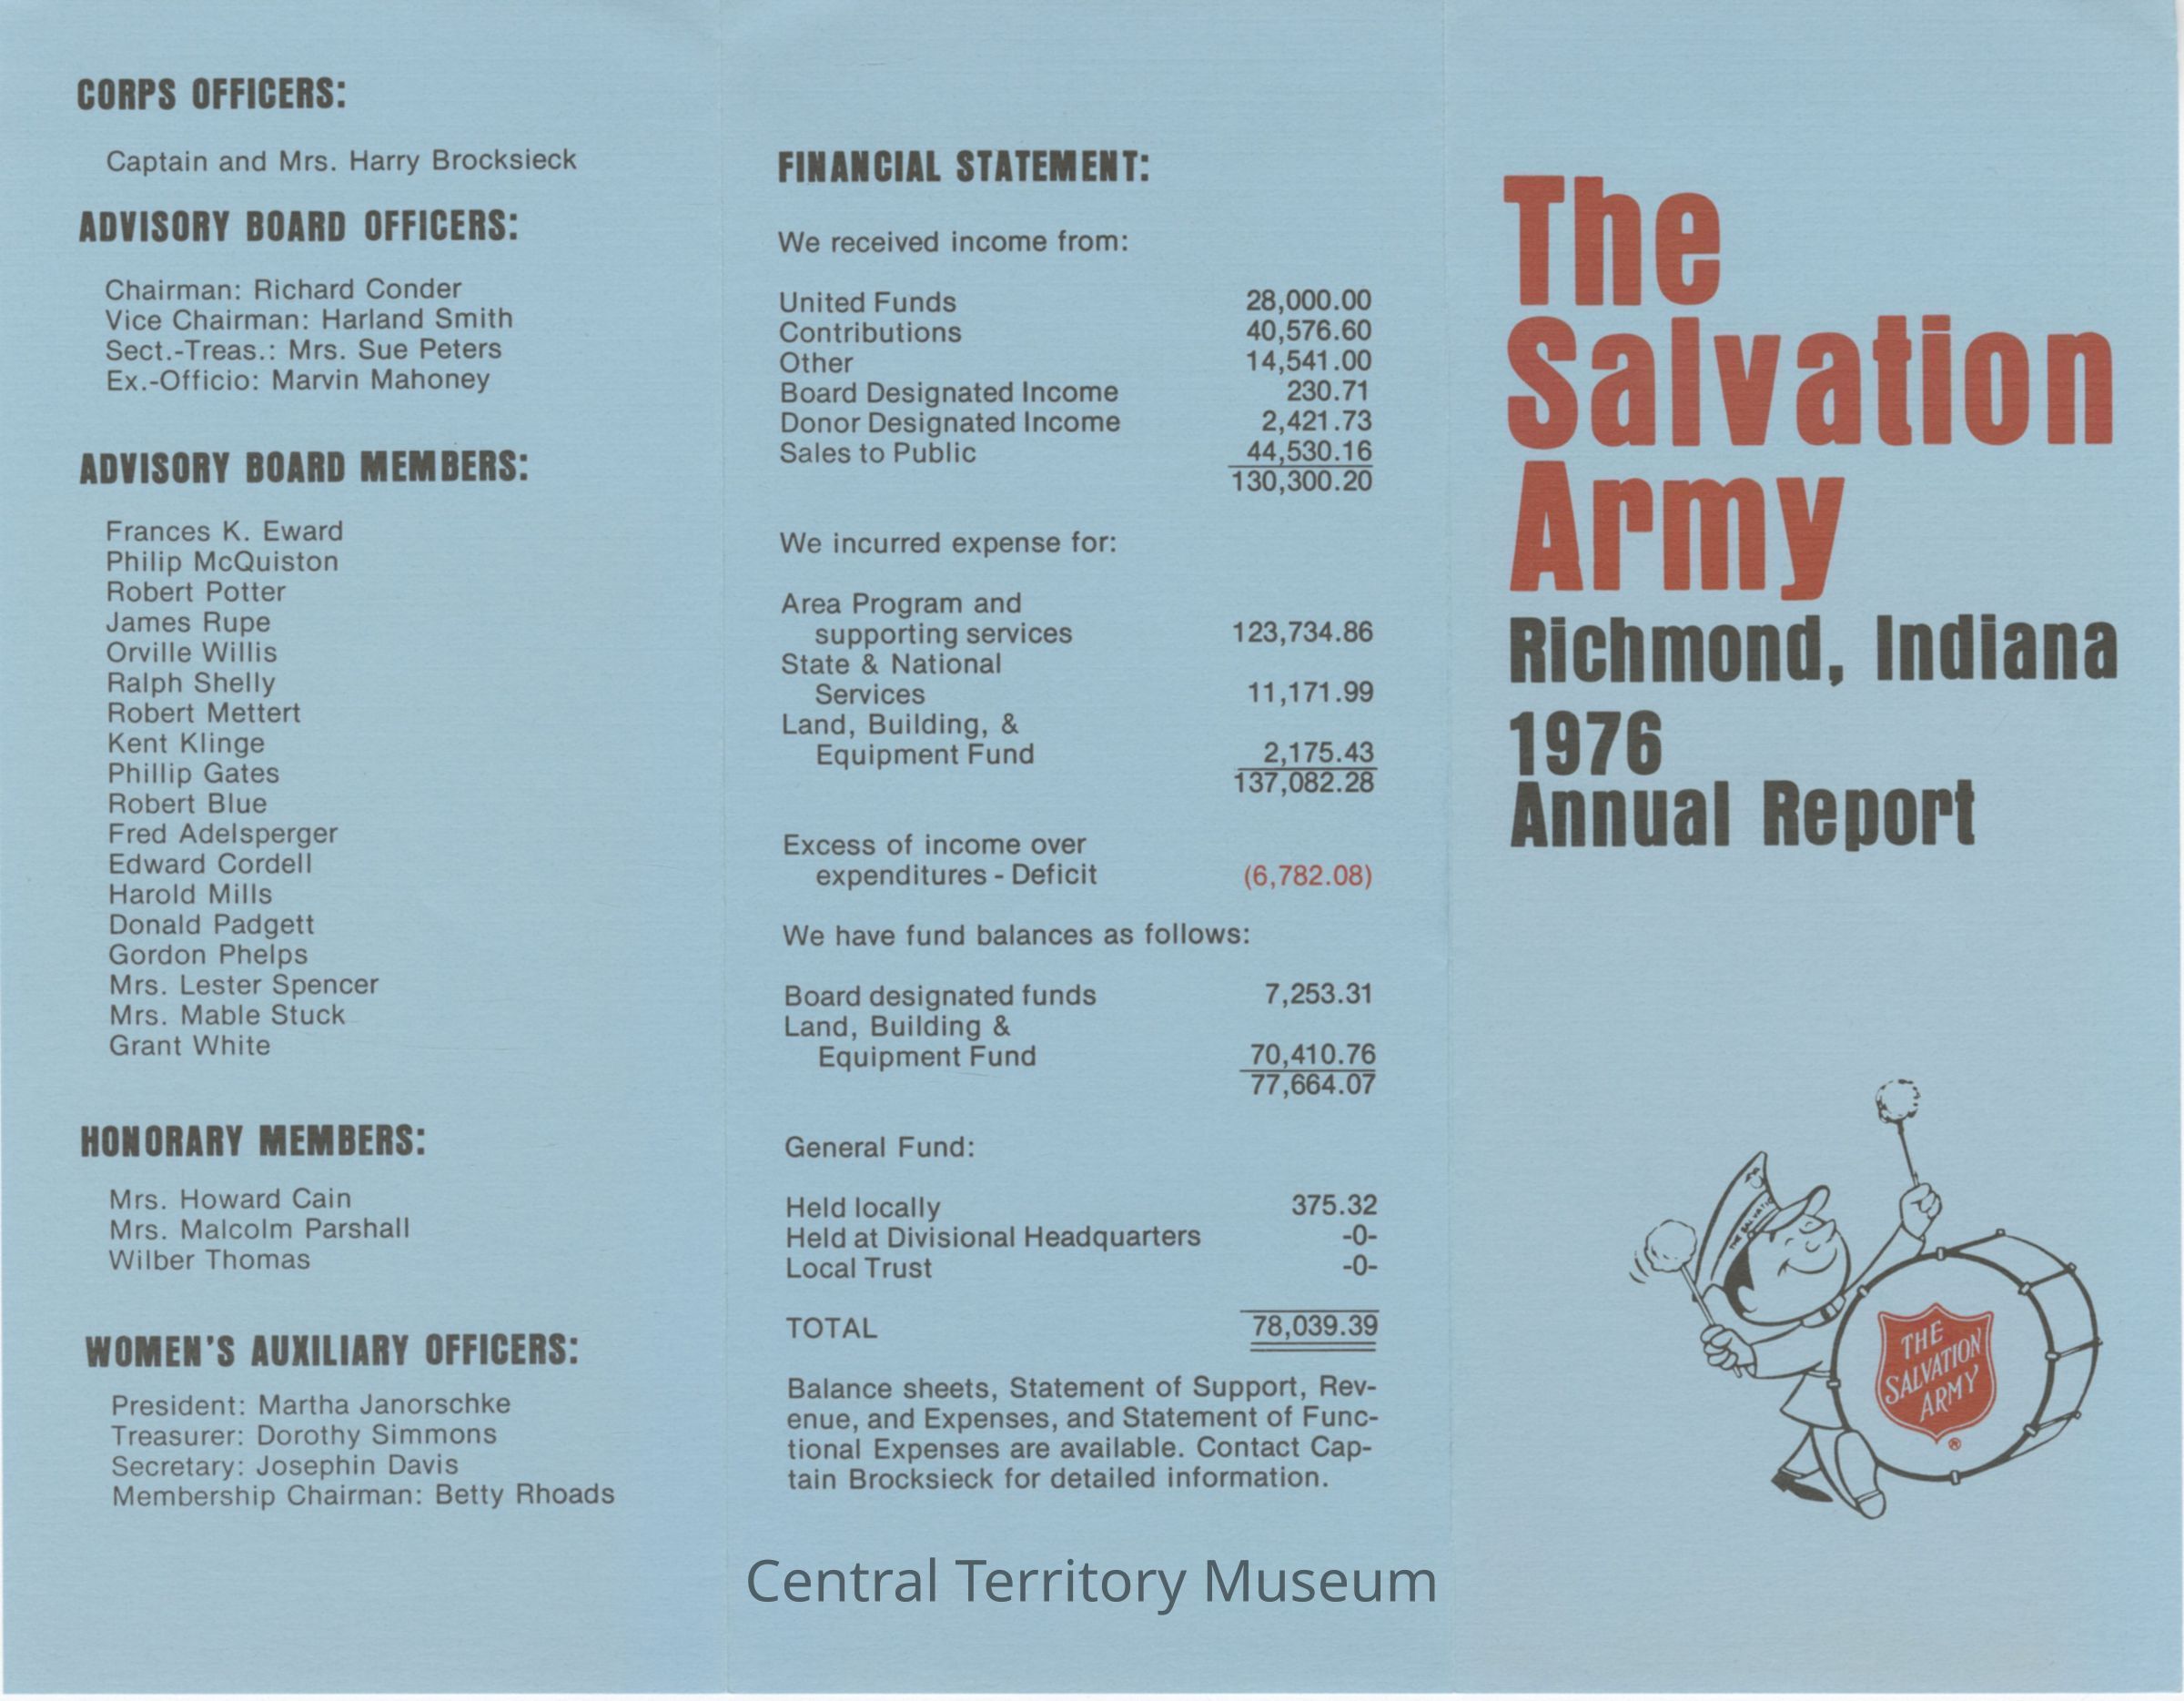 CORPS OFFICERS:
Captain and Mrs. Harry Brocksieck
ADVISORY BOARD OFFICERS:
Chairman: Richard Conder
Vice Chairman: Harland Smith
Sect.-Treas.: Mrs. Sue Peters
Ex.-Officio: Marvin Mahoney
ADVISORY BOARD MEMBERS:
Frances K. Eward
Philip McQuiston
Robert Potter
James Rupe
Orville Willis
Ralph Shelly
Robert Mettert
Kent Klinge
Phillip Gates
Robert Blue
Fred Adelsperger
Edward Cordell
Harold Mills
Donald Padgett
Gordon Phelps
Mrs. Lester Spencer
Mrs. Mable Stuck
Grant White
HONORARY MEMBERS:
Mrs. Howard Cain
Mrs. Malcolm Parshall
Wilber Thomas
WOMEN'S AUXILIARY OFFICERS:
President: Martha Janorschke
Treasurer: Dorothy Simmons
Secretary: Josephin Davis
Membership Chairman: Betty Rhoads
FINANCIAL STATEMENT:
We received income from:
United Funds 28,000.00
Contributions 40,576.60
Other 14,541.00
Board Designated Income 230.71
Donor Designated Income 2,421.73
Sales to Public 44,530.16
130,300.20
We incurred expense for:
Area Program and
supporting services 123,734.86
State & National
Services 11,171.99
Land, Building, &
Equipment Fund 2,175.43
137,082.28
Excess of income over
expenditures - Deficit (6,782.08)
We have fund balances as follows:
Board designated funds 7,253.31
Land, Building &
Equipment Fund 70,410.76
77,664.07
General Fund:
Held locally 375.32
Held at Divisional Headquarters -0-
Local Trust -0-
TOTAL 78,039.39
Balance sheets, Statement of Support, Rev-
enue, and Expenses, and Statement of Func-
tional Expenses are available. Contact Cap-
tain Brocksieck for detailed information.
Central Territory Museum
The
Salvation
Army
Richmond, Indiana
1976
Annual Report
THE
SALVATION
ARMY
®